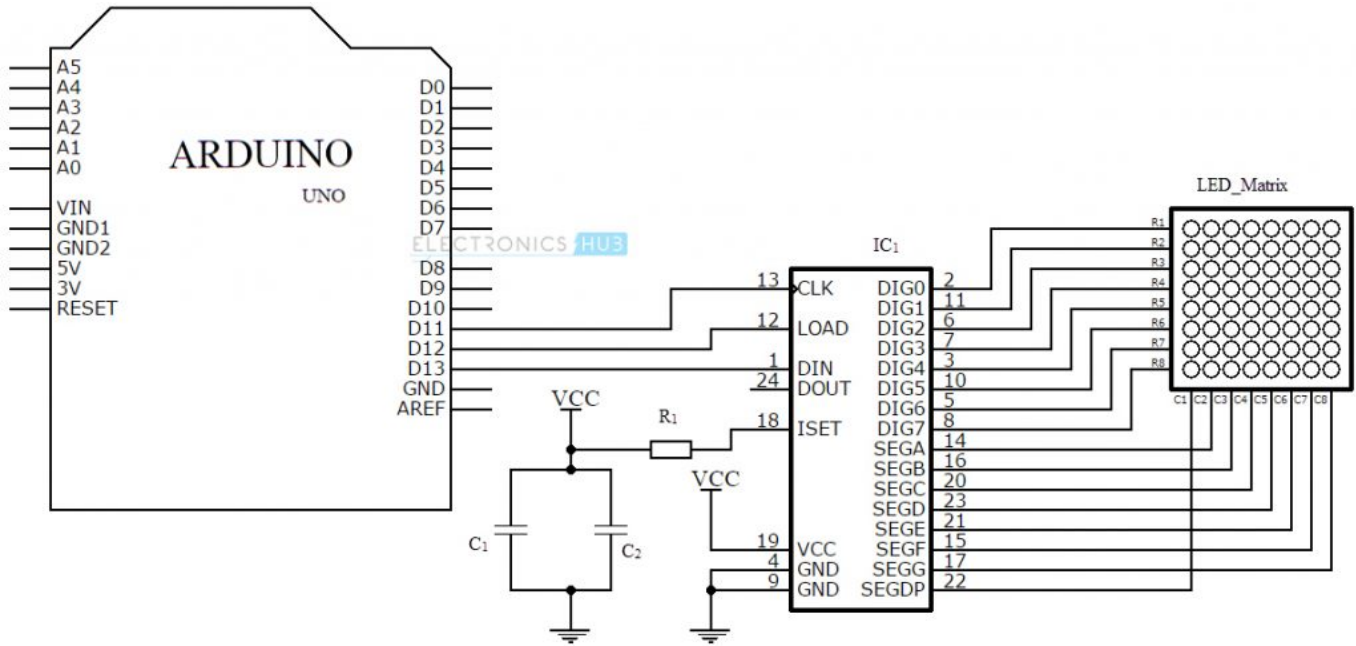 A5
A4
A3
A2
A1
A0
VIN
GND1
GND2
5V
3V
RESET
ARDUINO
UNO
D0
D1
D2
D3
D4
D5
D6
D7
D8
D9
D10
D11
D12
D13
GND
AREF
ELECTRONICS HUB
VCC
R1
C1
C2
VCC
IC1
13 CLK
12 LOAD
1 DIN
24 DOUT
18 ISET
19 VCC
4 GND
9 GND
DIG0 2
DIG1 11
DIG2 6
DIG3 7
DIG4 3
DIG5 10
DIG6 5
DIG7 8
SEGA 14
SEGB 16
SEGC 20
SEGD 23
SEGE 21
SEGF 15
SEGG 17
SEGDP 22
LED_Matrix
R1
R2
R3
R4
R5
R6
R7
R8
C1 C2 C3 C4 C5 C6 C7 C8